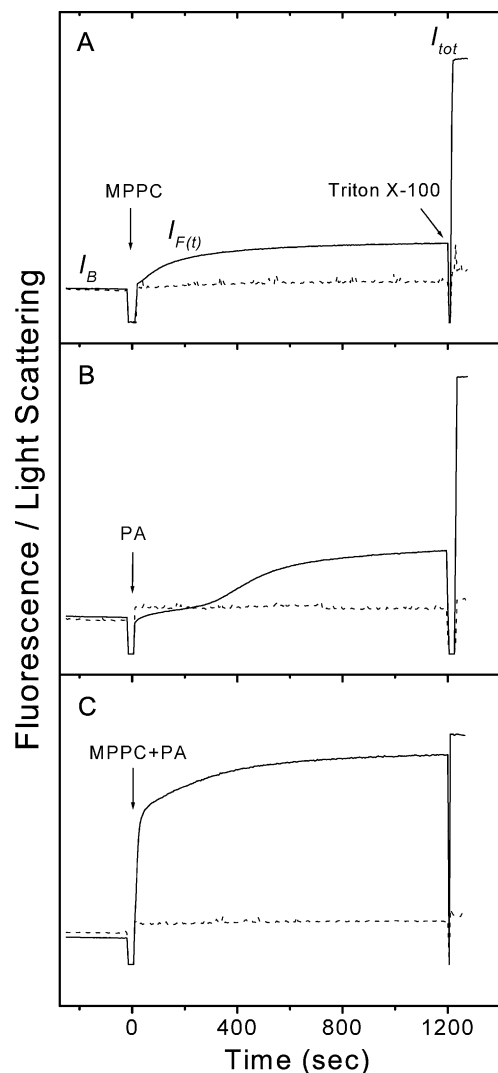 A
I_tot
MPPC
Triton X-100
I_F(t)
I_B
B
PA
C
MPPC+PA
Fluorescence / Light Scattering
0 400 800 1200
Time (sec)